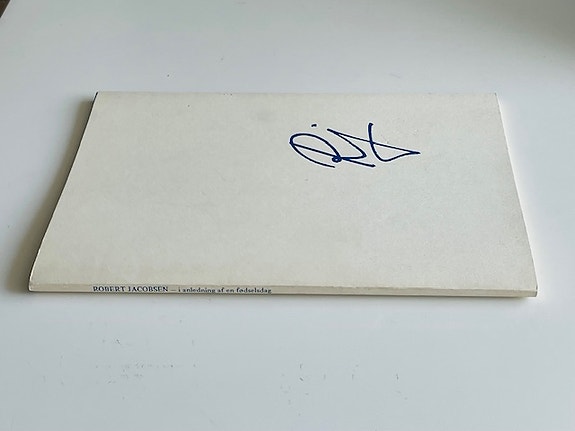 ROBERT JACOBSEN — i anledning af en fødselsdag